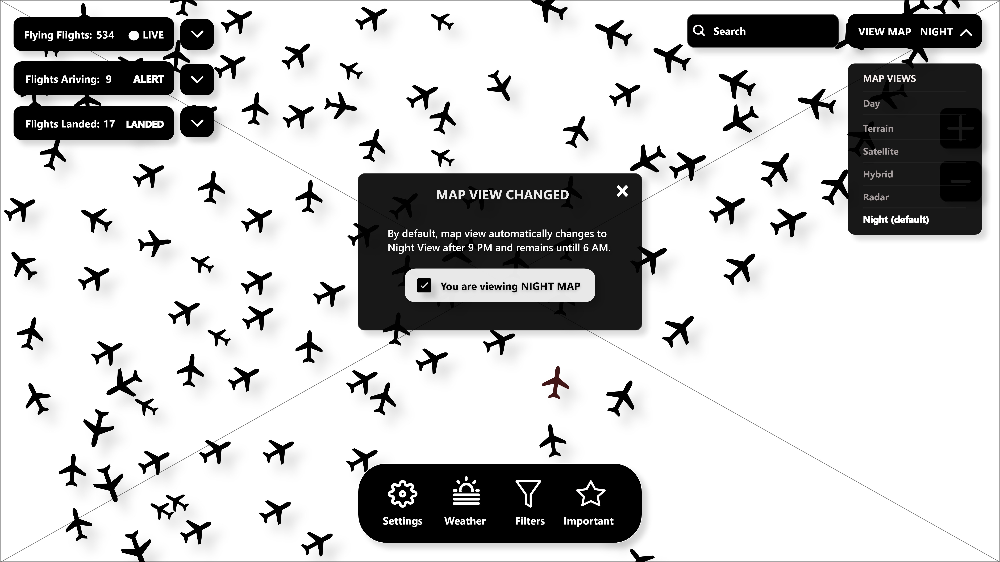 Flying Flights: 534 LIVE
Flights Ariving: 9 ALERT
Flights Landed: 17 LANDED
Search
VIEW MAP NIGHT
MAP VIEWS
Day
Terrain
Satellite
Hybrid
Radar
Night (default)
MAP VIEW CHANGED
By default, map view automatically changes to
Night View after 9 PM and remains untill 6 AM.
You are viewing NIGHT MAP
Settings
Weather
Filters
Important